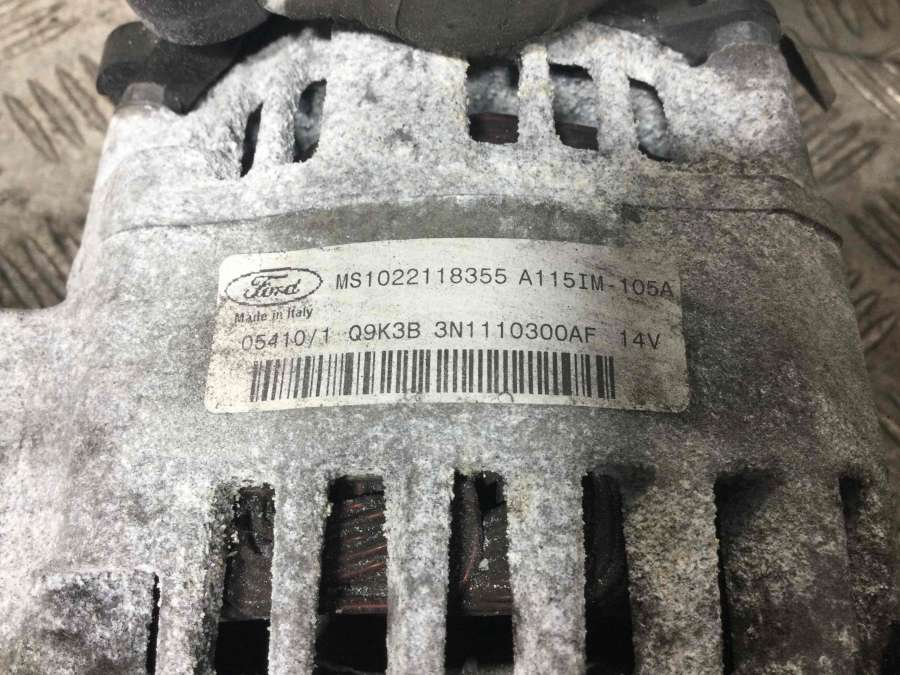 Ford MS1022118355 A115IM-105A
Made in Italy
05410/1 Q9K3B 3N1110300AF 14V